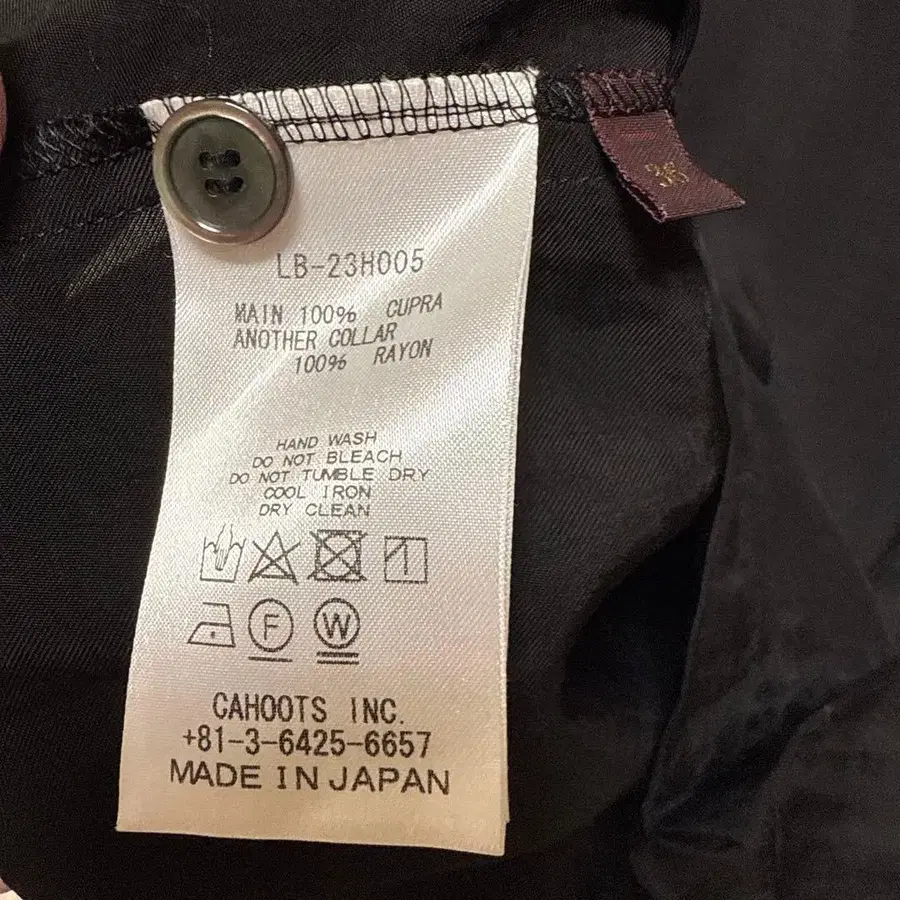 36
LB-23H005
MAIN 100% CUPRA
ANOTHER COLLAR
100% RAYON
HAND WASH
DO NOT BLEACH
DO NOT TUMBLE DRY
COOL IRON
DRY CLEAN
F W
CAHOOTS INC.
+81-3-6425-6657
MADE IN JAPAN